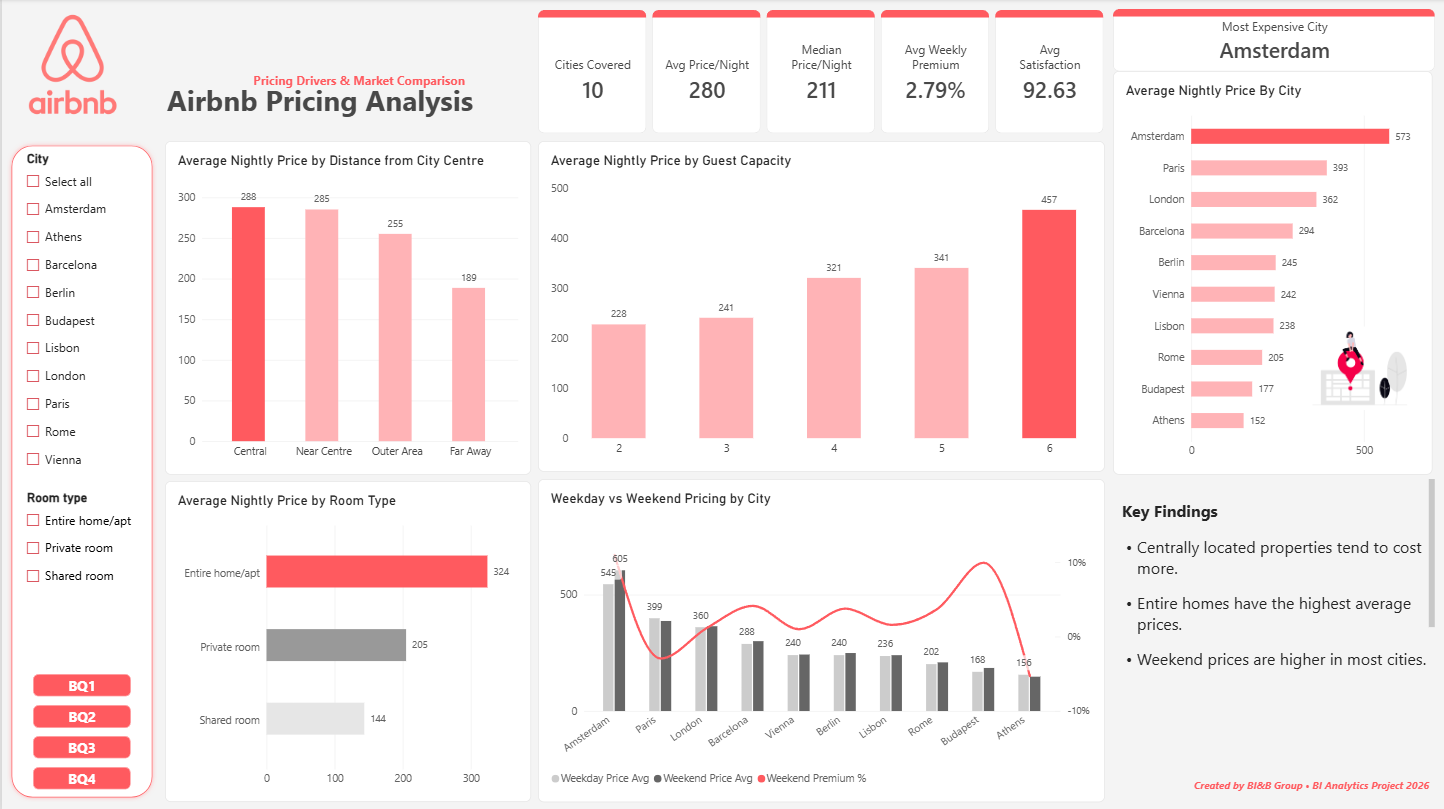 airbnb
Pricing Drivers & Market Comparison
Airbnb Pricing Analysis
Cities Covered
10
Avg Price/Night
280
Median
Price/Night
211
Avg Weekly
Premium
2.79%
Avg
Satisfaction
92.63
Most Expensive City
Amsterdam
City
Select all
Amsterdam
Athens
Barcelona
Berlin
Budapest
Lisbon
London
Paris
Rome
Vienna
Room type
Entire home/apt
Private room
Shared room
BQ1
BQ2
BQ3
BQ4
Average Nightly Price by Distance from City Centre
300
250
200
150
100
50
0
288
285
255
189
Central Near Centre Outer Area Far Away
Average Nightly Price by Guest Capacity
500
400
300
200
100
0
228
241
321
341
457
2 3 4 5 6
Average Nightly Price By City
Amsterdam 573
Paris 393
London 362
Barcelona 294
Berlin 245
Vienna 242
Lisbon 238
Rome 205
Budapest 177
Athens 152
0 500
Average Nightly Price by Room Type
Entire home/apt 324
Private room 205
Shared room 144
0 100 200 300
Weekday vs Weekend Pricing by City
500
0
545
605
399
360
288
240
240
236
202
168
156
10%
0%
-10%
Amsterdam Paris London Barcelona Vienna Berlin Lisbon Rome Budapest Athens
Weekday Price Avg Weekend Price Avg Weekend Premium %
Key Findings
• Centrally located properties tend to cost
more.
• Entire homes have the highest average
prices.
• Weekend prices are higher in most cities.
Created by BI&B Group • BI Analytics Project 2026